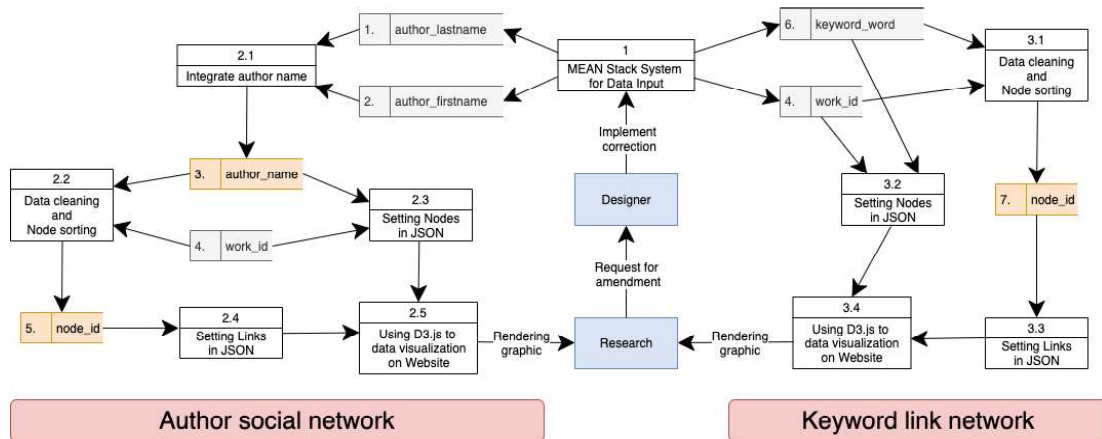 1. author_lastname
2. author_firstname
2.1
Integrate author name
1
MEAN Stack System
for Data Input
6. keyword_word
4. work_id
3.1
Data cleaning
and
Node sorting
Implement
correction
3. author_name
2.2
Data cleaning
and
Node sorting
4. work_id
2.3
Setting Nodes
in JSON
Designer
3.2
Setting Nodes
in JSON
7. node_id
Request for
amendment
5. node_id
2.4
Setting Links
in JSON
2.5
Using D3.js to
data visualization
on Website
Rendering
graphic
Research
Rendering
graphic
3.4
Using D3.js to
data visualization
on Website
3.3
Setting Links
in JSON
Author social network
Keyword link network